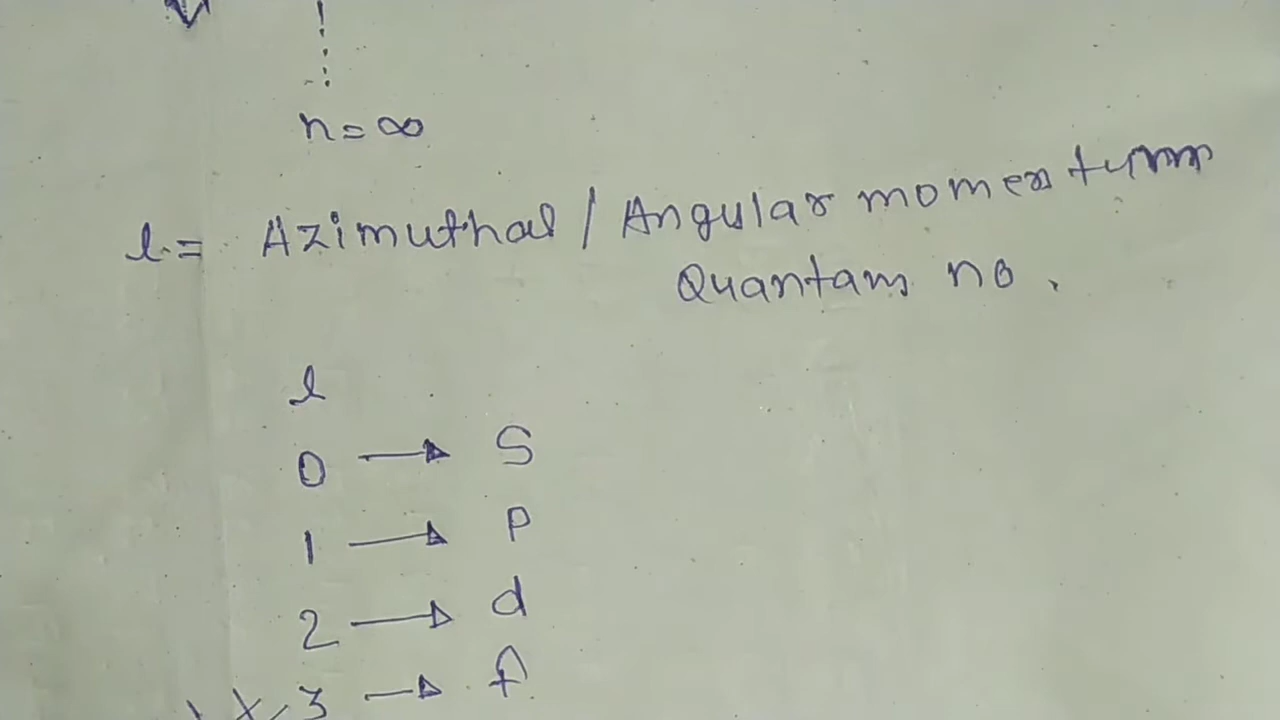 n = ∞
l = Azimuthal / Angular momentum
Quantam no.
l
0 → S
1 → P
2 → d
3 → f